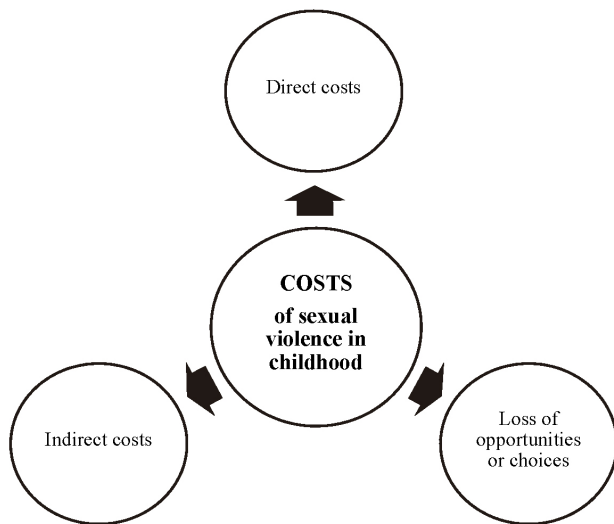 Direct costs
COSTS
of sexual
violence in
childhood
Indirect costs
Loss of
opportunities
or choices